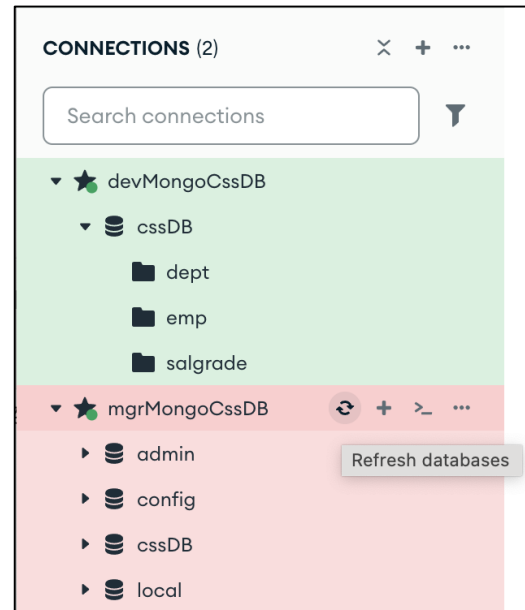 CONNECTIONS (2)
Search connections
devMongoCssDB
cssDB
dept
emp
salgrade
mgrMongoCssDB
admin
Refresh databases
config
cssDB
local